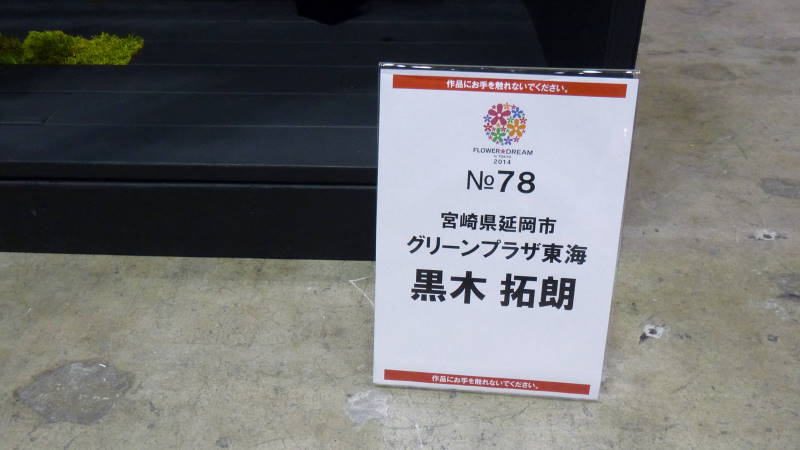 作品にお手を触れないでください。
FLOWER★DREAM
in TOKYO
2014
№78
宮崎県延岡市
グリーンプラザ東海
黒木 拓朗
作品にお手を触れないでください。